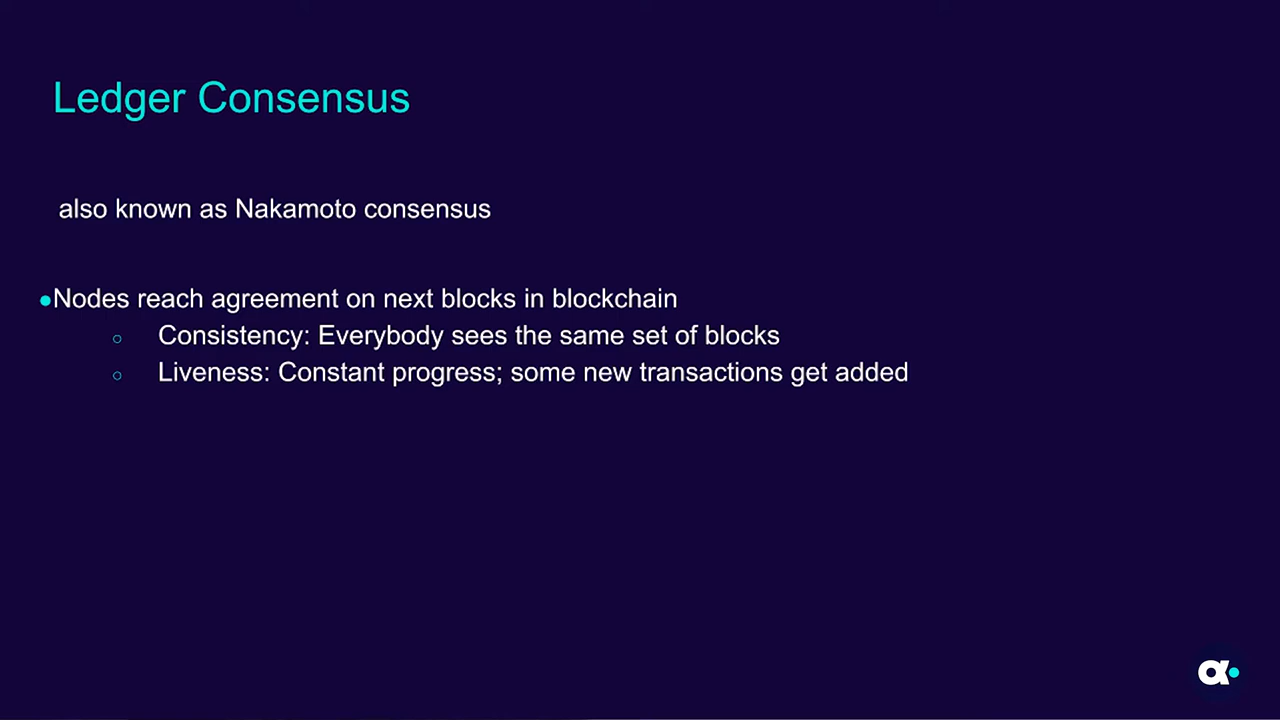 Ledger Consensus
also known as Nakamoto consensus
●Nodes reach agreement on next blocks in blockchain
○ Consistency: Everybody sees the same set of blocks
○ Liveness: Constant progress; some new transactions get added